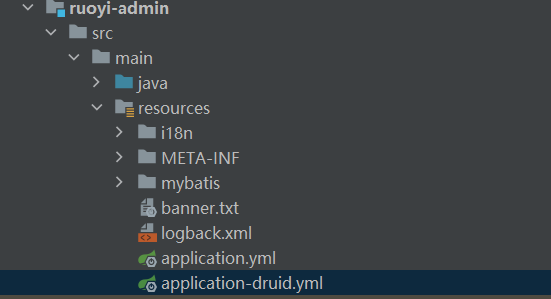 ruoyi-admin
src
main
java
resources
i18n
META-INF
mybatis
banner.txt
logback.xml
application.yml
application-druid.yml